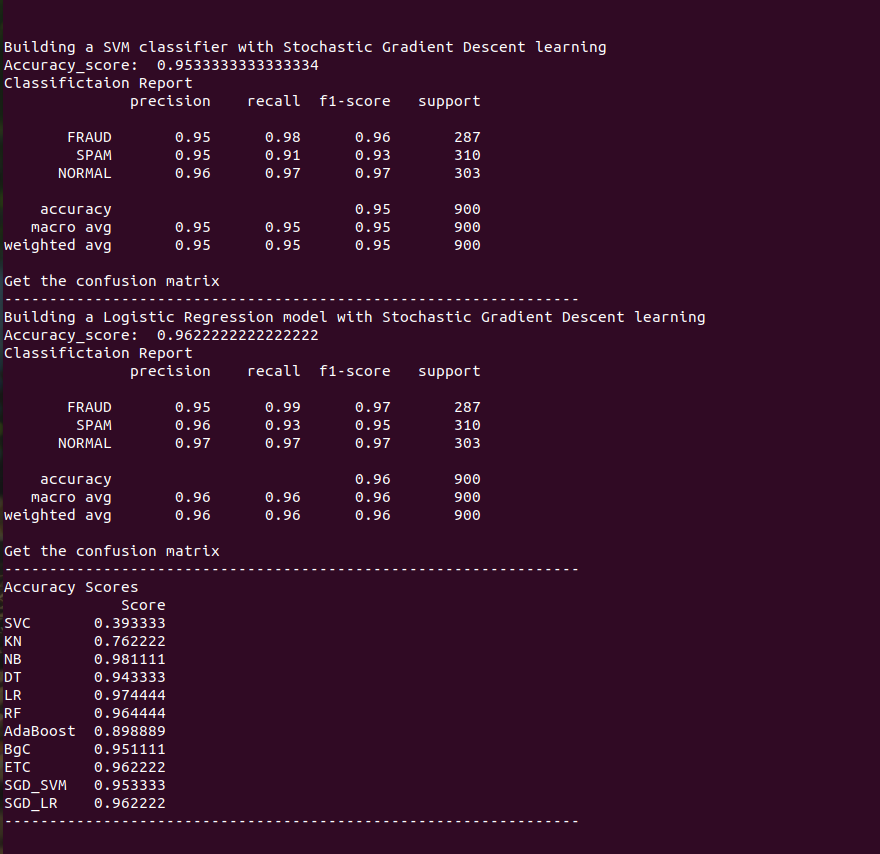 Building a SVM classifier with Stochastic Gradient Descent learning
Accuracy_score:  0.9533333333333334
Classifictaion Report
              precision    recall  f1-score   support

       FRAUD       0.95      0.98      0.96       287
        SPAM       0.95      0.91      0.93       310
      NORMAL       0.96      0.97      0.97       303

    accuracy                           0.95       900
   macro avg       0.95      0.95      0.95       900
weighted avg       0.95      0.95      0.95       900

Get the confusion matrix
----------------------------------------------------------------
Building a Logistic Regression model with Stochastic Gradient Descent learning
Accuracy_score:  0.9622222222222222
Classifictaion Report
              precision    recall  f1-score   support

       FRAUD       0.95      0.99      0.97       287
        SPAM       0.96      0.93      0.95       310
      NORMAL       0.97      0.97      0.97       303

    accuracy                           0.96       900
   macro avg       0.96      0.96      0.96       900
weighted avg       0.96      0.96      0.96       900

Get the confusion matrix
----------------------------------------------------------------
Accuracy Scores
             Score
SVC       0.393333
KN        0.762222
NB        0.981111
DT        0.943333
LR        0.974444
RF        0.964444
AdaBoost  0.898889
BgC       0.951111
ETC       0.962222
SGD_SVM   0.953333
SGD_LR    0.962222
----------------------------------------------------------------